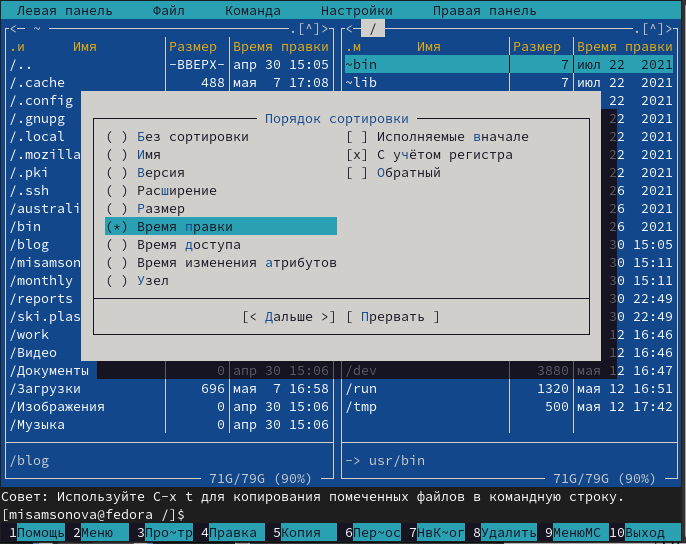 Левая панель Файл Команда Настройки Правая панель
<─ ~ .[^]> <─ / .[^]>
.и Имя Размер Время правки .м Имя Размер Время правки
/.. -ВВЕРХ- апр 30 15:05 ~bin 7 июл 22 2021
/.cache 488 мая 7 17:08 ~lib 7 июл 22 2021
/.config 22 2021
/.gnupg Порядок сортировки 22 2021
/.local ( ) Без сортировки [ ] Исполняемые вначале 22 2021
/.mozilla ( ) Имя [x] С учётом регистра 22 2021
/.pki ( ) Версия [ ] Обратный 22 2021
/.ssh ( ) Расширение 26 2021
/australi ( ) Размер 26 2021
/bin (*) Время правки 26 2021
/blog ( ) Время доступа 30 15:05
/misamson ( ) Время изменения атрибутов 30 15:11
/monthly ( ) Узел 30 15:11
/reports 30 22:49
/ski.plas [< Дальше >] [ Прервать ] 30 22:49
/work 12 16:46
/Видео 12 16:46
/Документы 0 апр 30 15:06 /dev 3880 мая 12 16:47
/Загрузки 696 мая 7 16:58 /run 1320 мая 12 16:51
/Изображения 0 апр 30 15:06 /tmp 500 мая 12 17:42
/Музыка 0 апр 30 15:06
/blog -> usr/bin
71G/79G (90%) 71G/79G (90%)
Совет: Используйте C-x t для копирования помеченных файлов в командную строку.
[misamsonova@fedora /]$
1Помощь 2Меню 3Про~тр 4Правка 5Копия 6Пер~ос 7НвК~ог 8Удалить 9МенюMC 10Выход